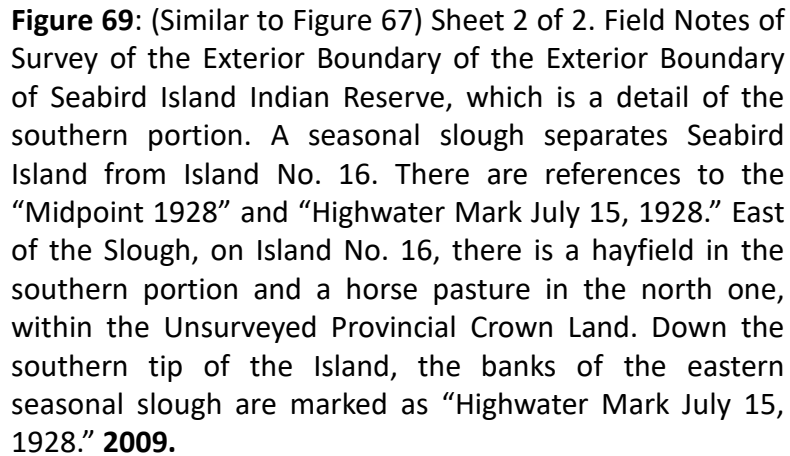 Figure 69: (Similar to Figure 67) Sheet 2 of 2. Field Notes of
Survey of the Exterior Boundary of the Exterior Boundary
of Seabird Island Indian Reserve, which is a detail of the
southern portion. A seasonal slough separates Seabird
Island from Island No. 16. There are references to the
“Midpoint 1928” and “Highwater Mark July 15, 1928.” East
of the Slough, on Island No. 16, there is a hayfield in the
southern portion and a horse pasture in the north one,
within the Unsurveyed Provincial Crown Land. Down the
southern tip of the Island, the banks of the eastern
seasonal slough are marked as “Highwater Mark July 15,
1928.” 2009.